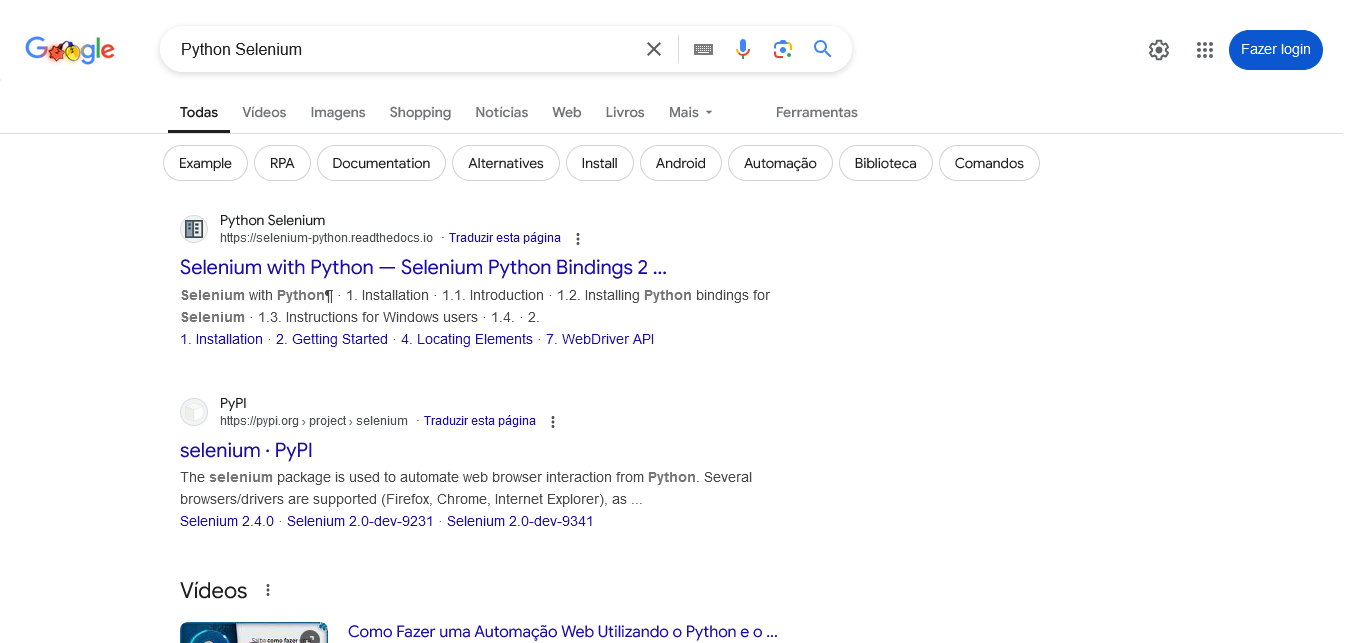 Google
Python Selenium
Fazer login
Todas Vídeos Imagens Shopping Notícias Web Livros Mais Ferramentas
Example RPA Documentation Alternatives Install Android Automação Biblioteca Comandos
Python Selenium
https://selenium-python.readthedocs.io · Traduzir esta página
Selenium with Python — Selenium Python Bindings 2 ...
Selenium with Python¶ · 1. Installation · 1.1. Introduction · 1.2. Installing Python bindings for
Selenium · 1.3. Instructions for Windows users · 1.4. · 2.
1. Installation · 2. Getting Started · 4. Locating Elements · 7. WebDriver API
PyPI
https://pypi.org › project › selenium · Traduzir esta página
selenium · PyPI
The selenium package is used to automate web browser interaction from Python. Several
browsers/drivers are supported (Firefox, Chrome, Internet Explorer), as ...
Selenium 2.4.0 · Selenium 2.0-dev-9231 · Selenium 2.0-dev-9341
Vídeos
Como Fazer uma Automação Web Utilizando o Python e o ...
Saiba como fazer